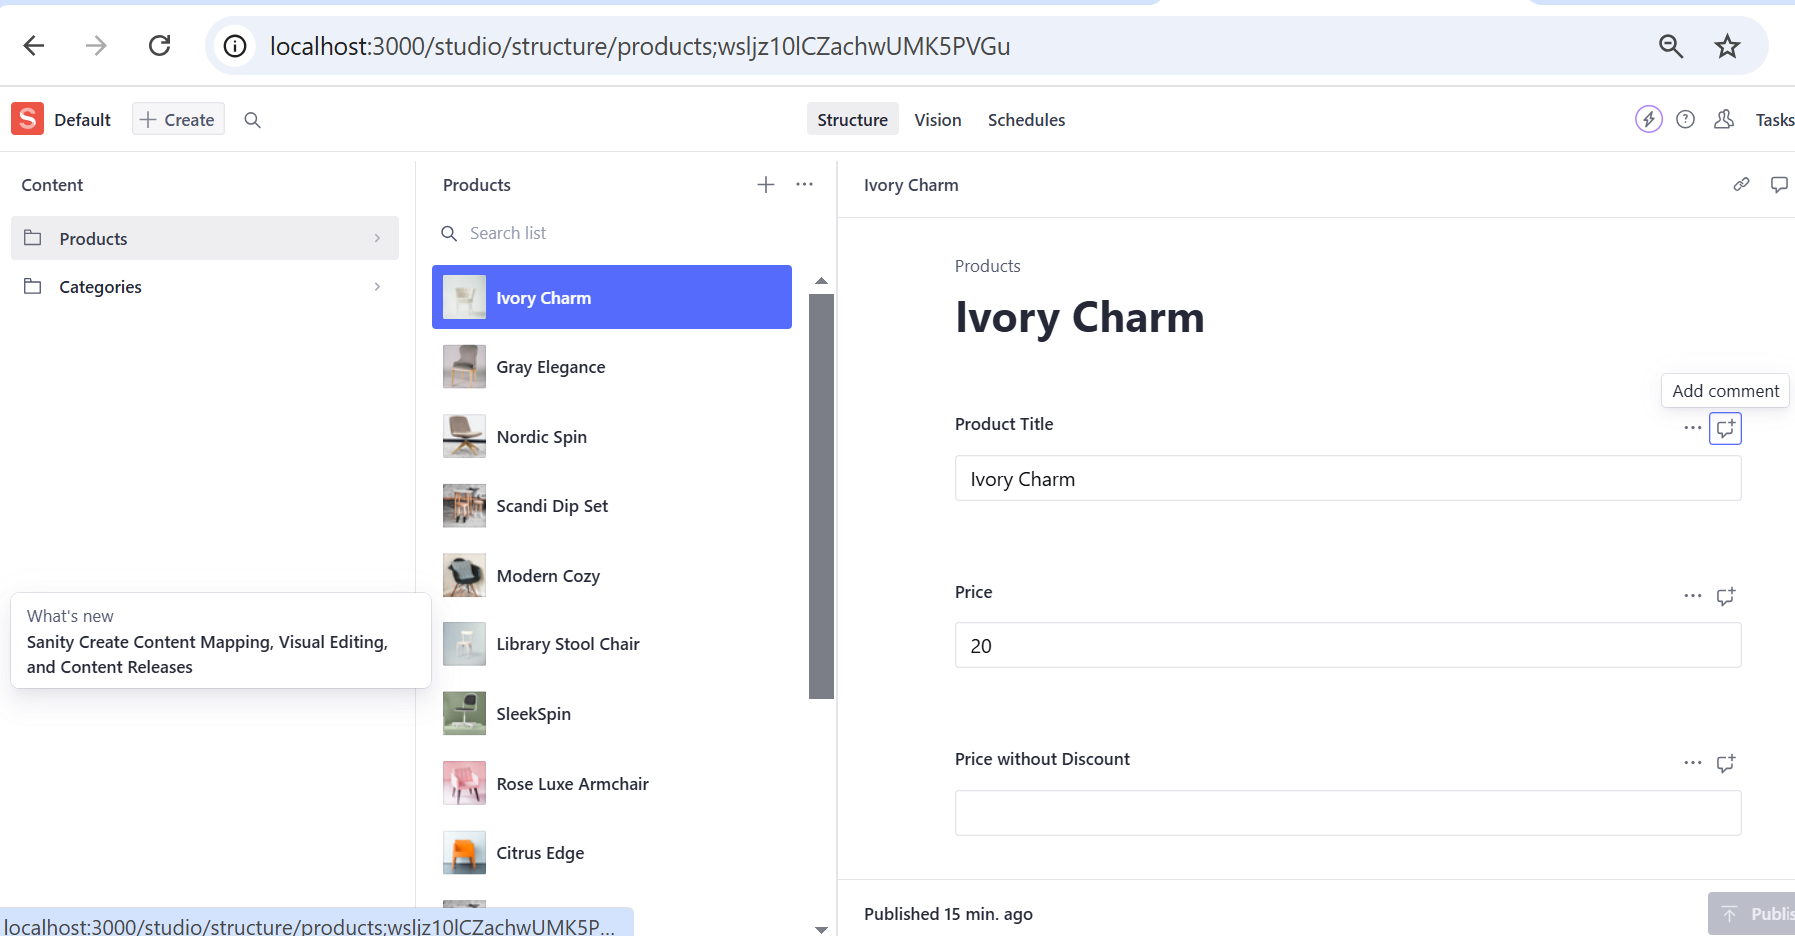 localhost:3000/studio/structure/products;wsljz10lCZachwUMK5PVGu
S Default
Create
Structure
Vision
Schedules
Tasks
Content
Products
Categories
What's new
Sanity Create Content Mapping, Visual Editing,
and Content Releases
Products
Search list
Ivory Charm
Gray Elegance
Nordic Spin
Scandi Dip Set
Modern Cozy
Library Stool Chair
SleekSpin
Rose Luxe Armchair
Citrus Edge
Ivory Charm
Products
Ivory Charm
Add comment
Product Title
Ivory Charm
Price
20
Price without Discount
Published 15 min. ago
Publis
localhost:3000/studio/structure/products;wsljz10lCZachwUMK5P...